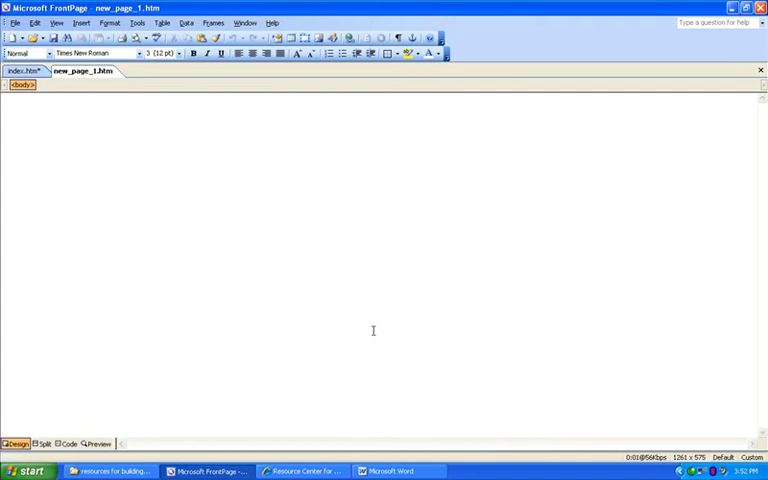 Microsoft FrontPage - new_page_1.htm
File Edit View Insert Format Tools Table Data Frames Window Help
Type a question for help
Normal Times New Roman 3 (12 pt) B I U A A A
index.htm* new_page_1.htm
<body>
Design Split Code Preview
0:01@56Kbps 1261 x 575 Default Custom
start resources for building... Microsoft FrontPage -... Resource Center for ... Microsoft Word 3:52 PM